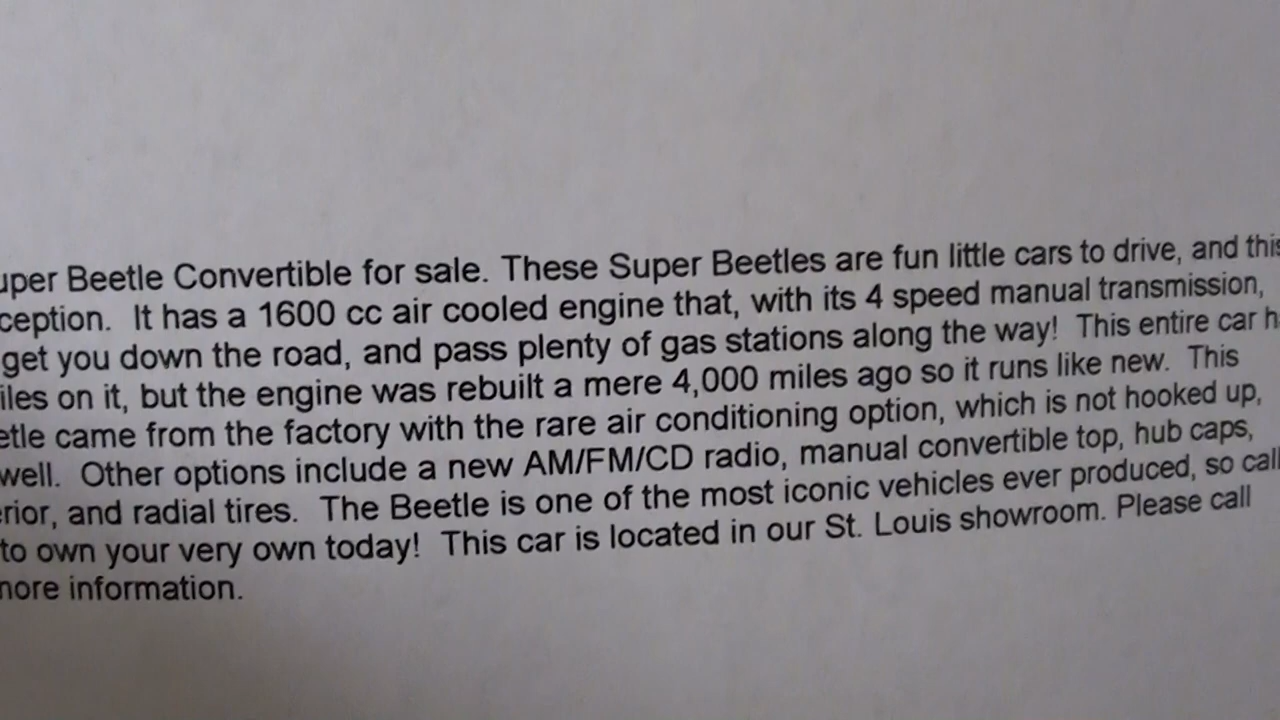 uper Beetle Convertible for sale. These Super Beetles are fun little cars to drive, and this
ception. It has a 1600 cc air cooled engine that, with its 4 speed manual transmission,
get you down the road, and pass plenty of gas stations along the way! This entire car h
iles on it, but the engine was rebuilt a mere 4,000 miles ago so it runs like new. This
etle came from the factory with the rare air conditioning option, which is not hooked up,
well. Other options include a new AM/FM/CD radio, manual convertible top, hub caps,
erior, and radial tires. The Beetle is one of the most iconic vehicles ever produced, so call
to own your very own today! This car is located in our St. Louis showroom. Please call
more information.